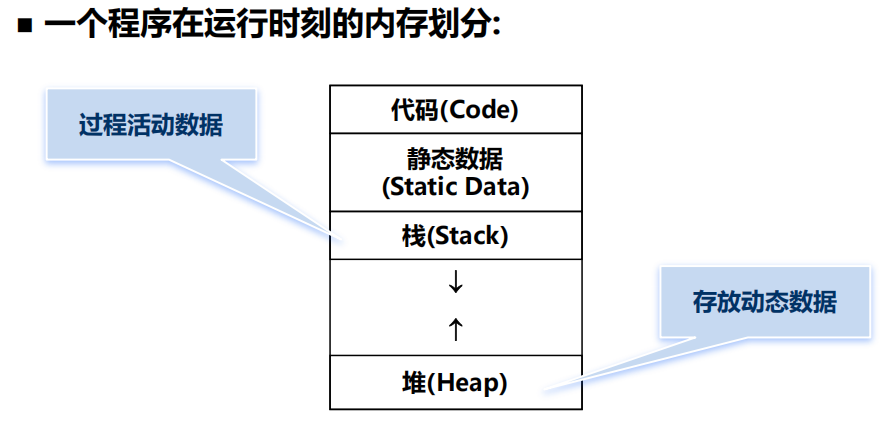 ■ 一个程序在运行时刻的内存划分:
过程活动数据
代码(Code)
静态数据
(Static Data)
栈(Stack)
↓
↑
存放动态数据
堆(Heap)